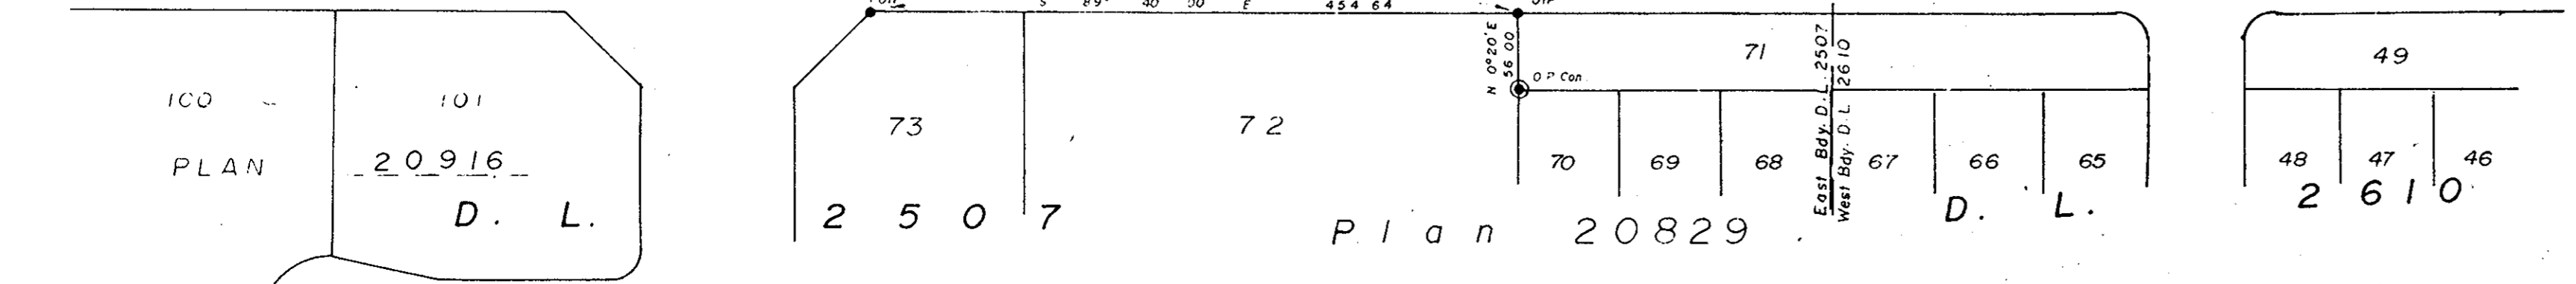 S 89° 40' 00" E 454 64
N 0°20'E
56 00
O P Con.
71
49
100
101
PLAN
20916
73
72
70
69
68
67
66
65
48
47
46
East Bdy. D. L. 2507
West Bdy. D. L. 2610
D. L.
2 5 0 7
Plan 20829
D. L.
2 6 1 0